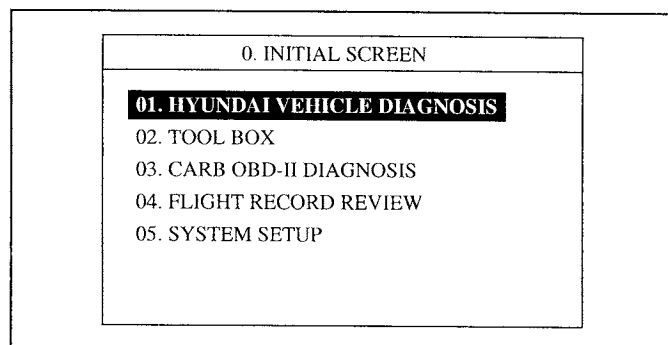 0. INITIAL SCREEN
01. HYUNDAI VEHICLE DIAGNOSIS
02. TOOL BOX
03. CARB OBD-II DIAGNOSIS
04. FLIGHT RECORD REVIEW
05. SYSTEM SETUP